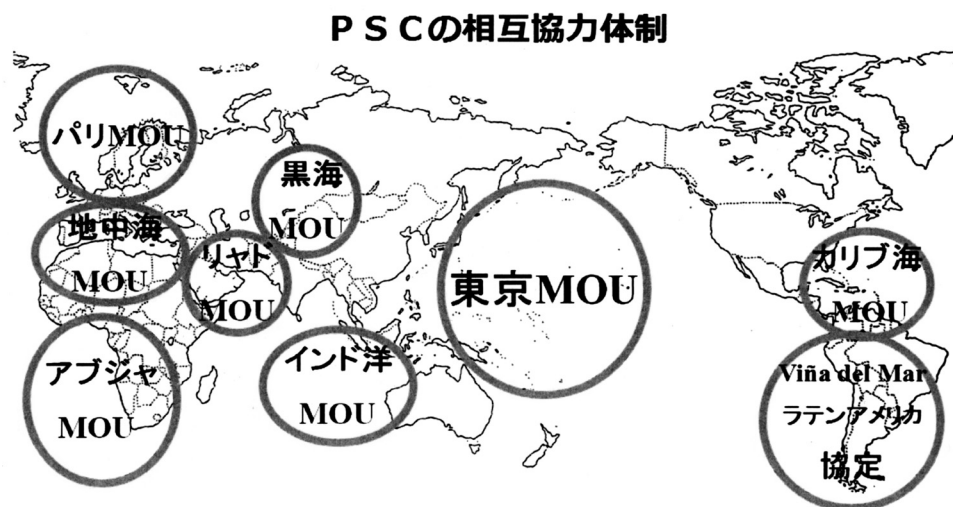 PSCの相互協力体制
パリMOU
黒海
MOU
地中海
MOU
リャド
MOU
東京MOU
カリブ海
MOU
アブジャ
MOU
インド洋
MOU
Viña del Mar
ラテンアメリカ
協定